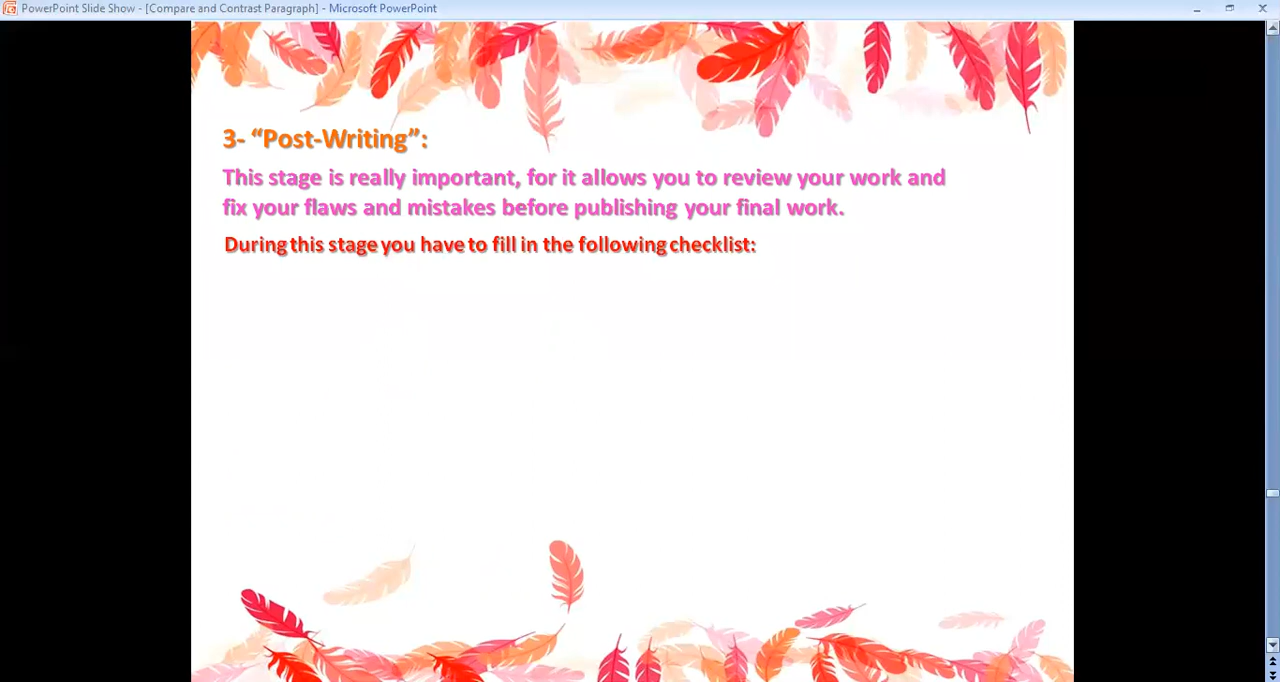 PowerPoint Slide Show - [Compare and Contrast Paragraph] - Microsoft PowerPoint
3- “Post-Writing”:
This stage is really important, for it allows you to review your work and
fix your flaws and mistakes before publishing your final work.
During this stage you have to fill in the following checklist: